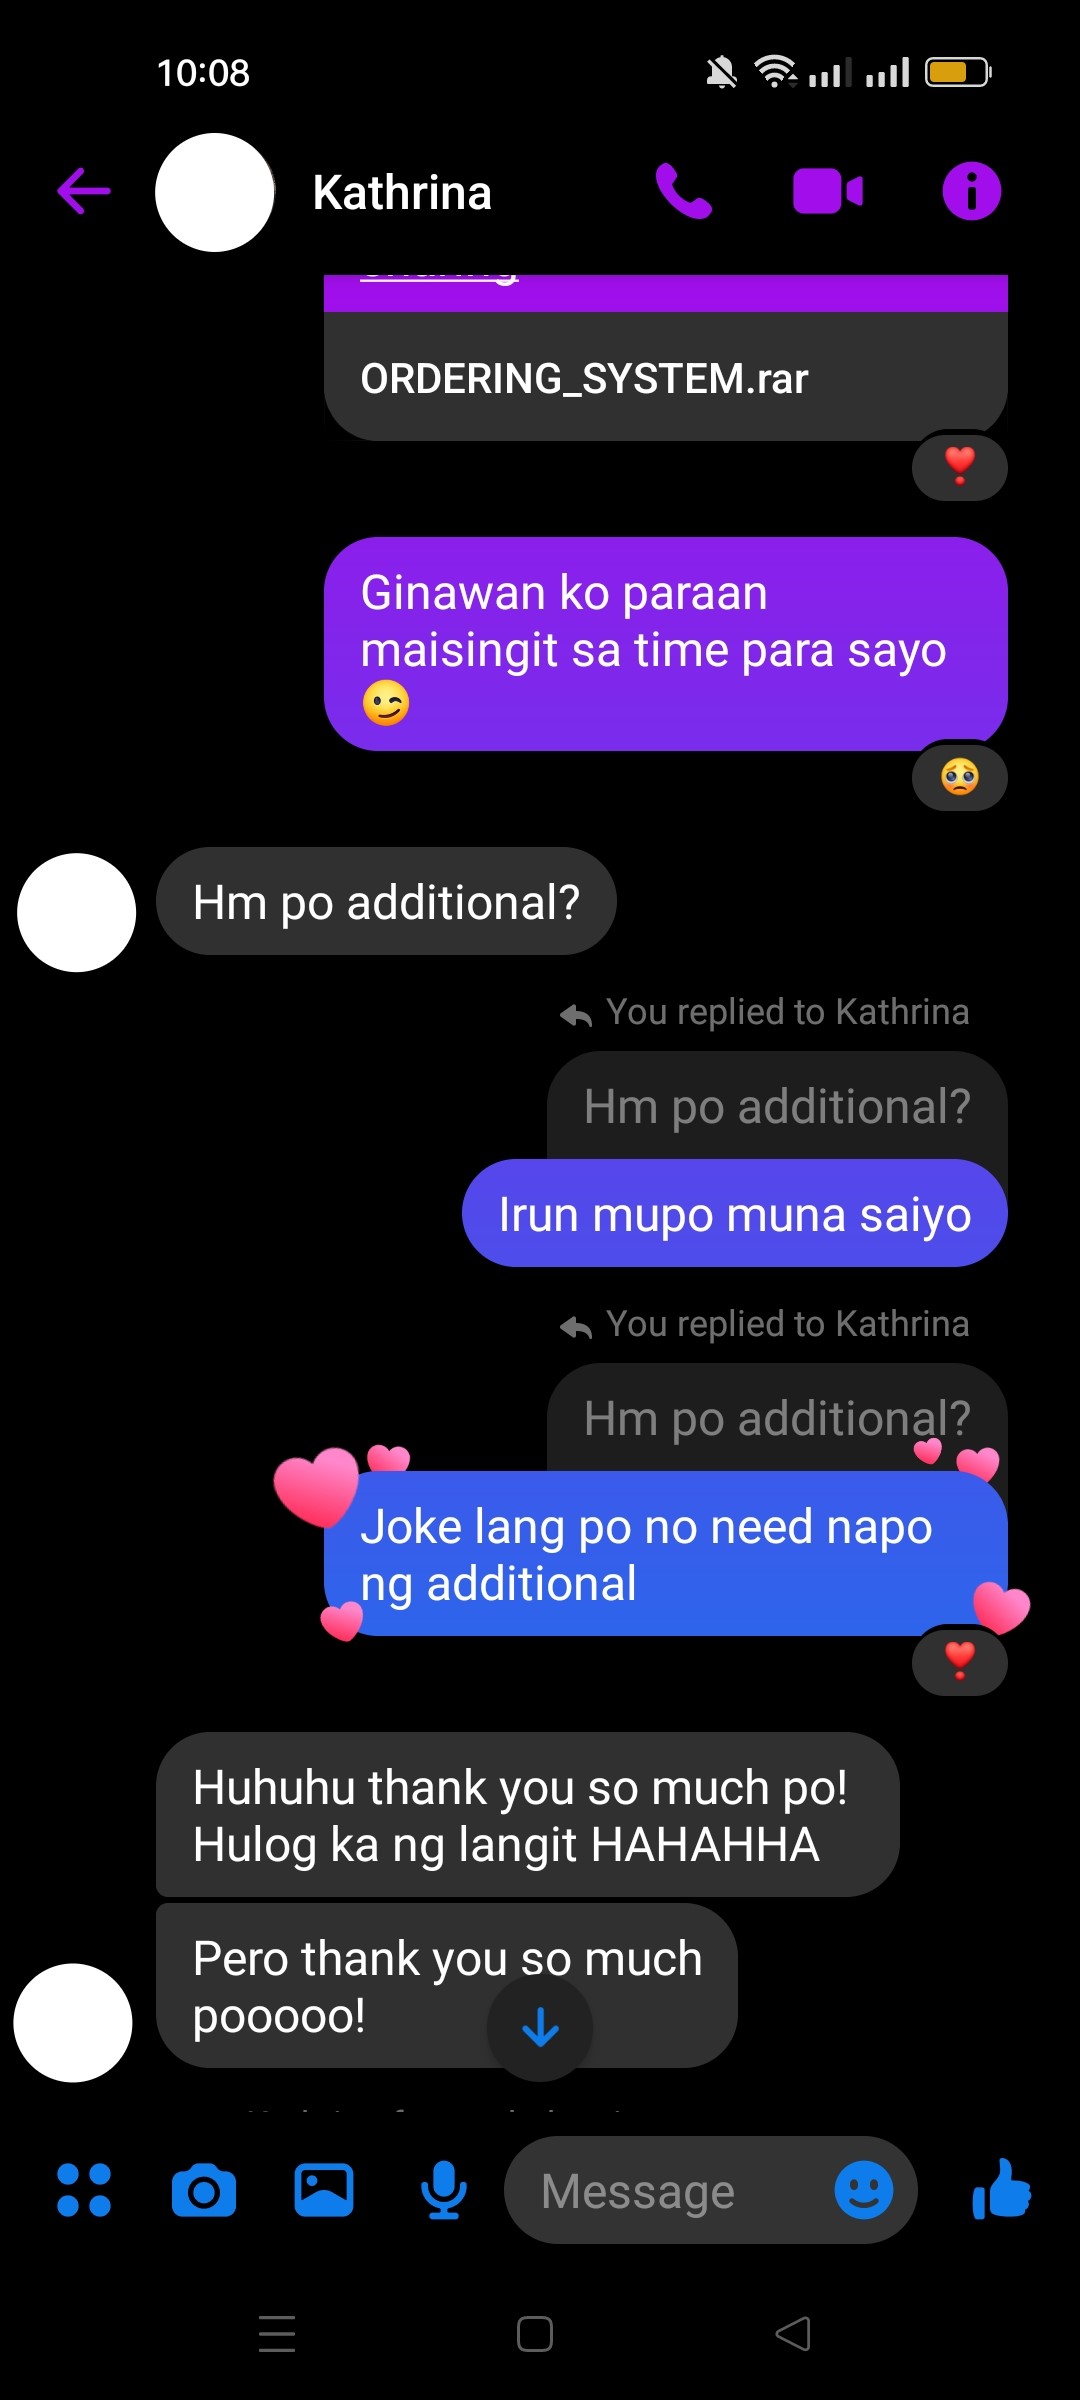 10:08
Kathrina
ORDERING_SYSTEM.rar
Ginawan ko paraan
maisingit sa time para sayo
😉
Hm po additional?
You replied to Kathrina
Hm po additional?
Irun mupo muna saiyo
You replied to Kathrina
Hm po additional?
Joke lang po no need napo
ng additional
Huhuhu thank you so much po!
Hulog ka ng langit HAHAHHA
Pero thank you so much
pooooo!
Message